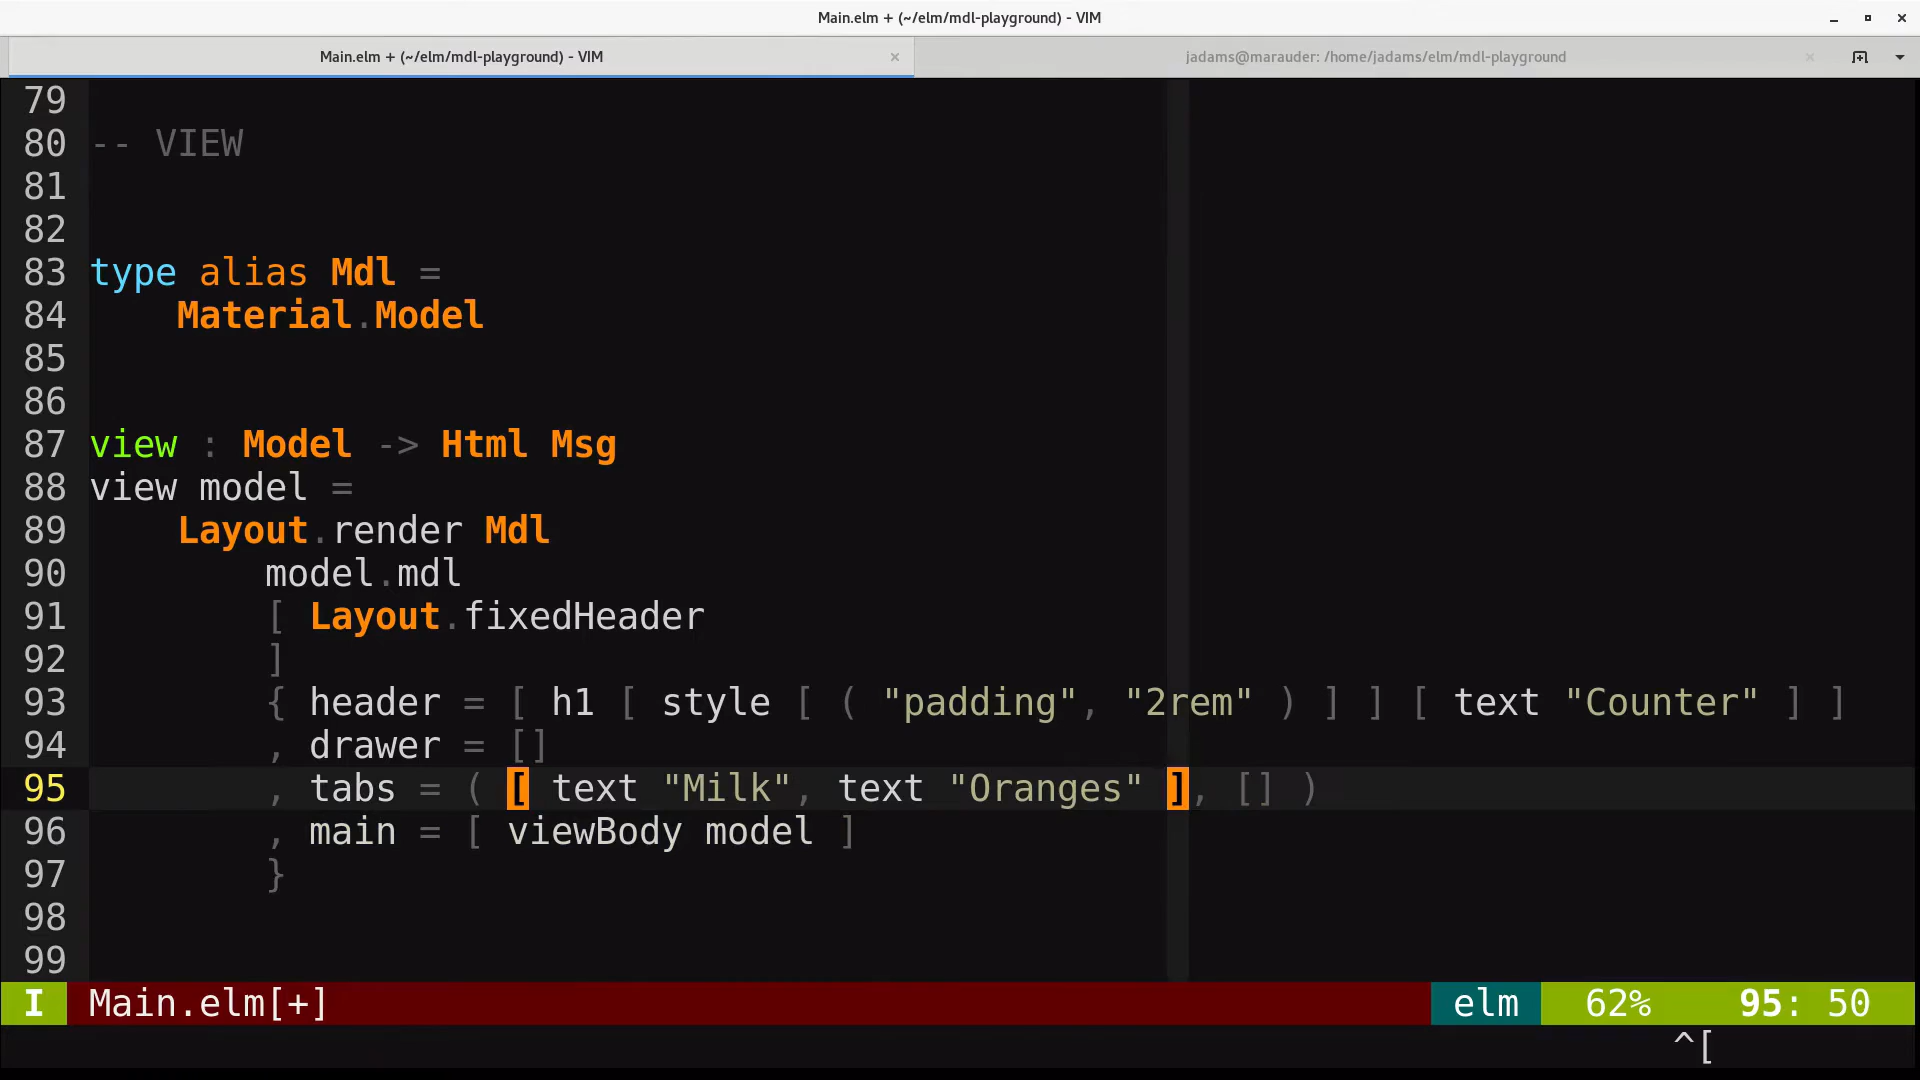 Main.elm + (~/elm/mdl-playground) - VIM
Main.elm + (~/elm/mdl-playground) - VIM
jadams@marauder: /home/jadams/elm/mdl-playground
79
80 -- VIEW
81
82
83 type alias Mdl =
84     Material.Model
85
86
87 view : Model -> Html Msg
88 view model =
89     Layout.render Mdl
90         model.mdl
91         [ Layout.fixedHeader
92         ]
93         { header = [ h1 [ style [ ( "padding", "2rem" ) ] ] [ text "Counter" ] ]
94         , drawer = []
95         , tabs = ( [ text "Milk", text "Oranges" ], [] )
96         , main = [ viewBody model ]
97         }
98
99
I Main.elm[+] elm 62% 95: 50
^[